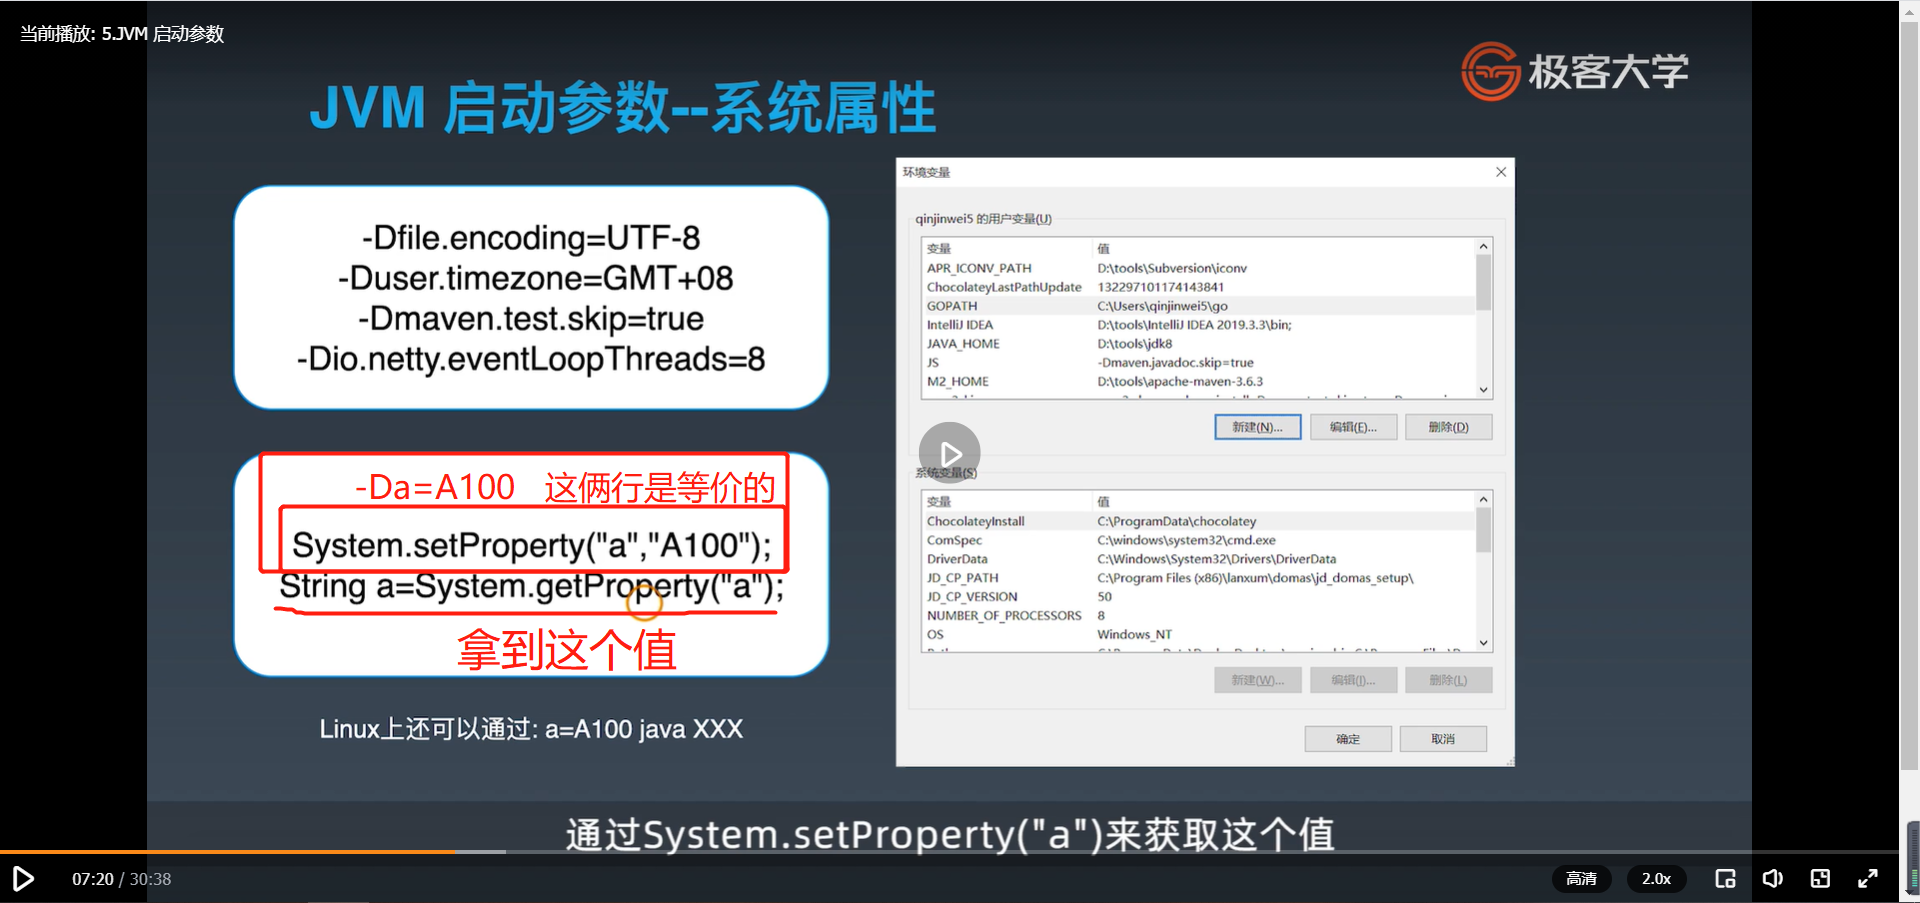 当前播放: 5.JVM 启动参数
极客大学
JVM 启动参数--系统属性
-Dfile.encoding=UTF-8
-Duser.timezone=GMT+08
-Dmaven.test.skip=true
-Dio.netty.eventLoopThreads=8
-Da=A100 这俩行是等价的
System.setProperty("a","A100");
String a=System.getProperty("a");
拿到这个值
Linux上还可以通过: a=A100 java XXX
环境变量
qinjinwei5 的用户变量(U)
变量 值
APR_ICONV_PATH D:\tools\Subversion\iconv
ChocolateyLastPathUpdate 132297101174143841
GOPATH C:\Users\qinjinwei5\go
IntelliJ IDEA D:\tools\IntelliJ IDEA 2019.3.3\bin;
JAVA_HOME D:\tools\jdk8
JS -Dmaven.javadoc.skip=true
M2_HOME D:\tools\apache-maven-3.6.3
新建(N)... 编辑(E)... 删除(D)
系统变量(S)
变量 值
ChocolateyInstall C:\ProgramData\chocolatey
ComSpec C:\windows\system32\cmd.exe
DriverData C:\Windows\System32\Drivers\DriverData
JD_CP_PATH C:\Program Files (x86)\lanxum\domas\jd_domas_setup\
JD_CP_VERSION 50
NUMBER_OF_PROCESSORS 8
OS Windows_NT
新建(W)... 编辑(I)... 删除(L)
确定 取消
通过System.setProperty("a")来获取这个值
07:20 / 30:38
高清 2.0x